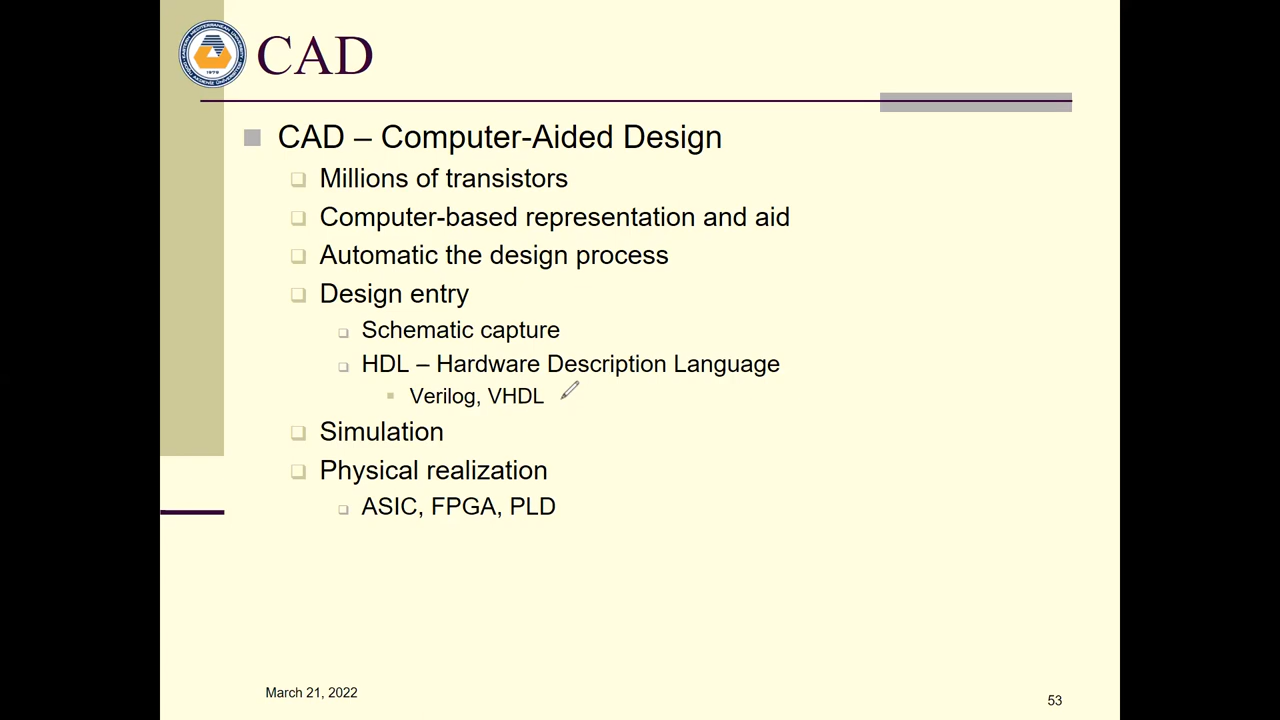 CAD
CAD – Computer-Aided Design
Millions of transistors
Computer-based representation and aid
Automatic the design process
Design entry
Schematic capture
HDL – Hardware Description Language
Verilog, VHDL
Simulation
Physical realization
ASIC, FPGA, PLD
March 21, 2022
53